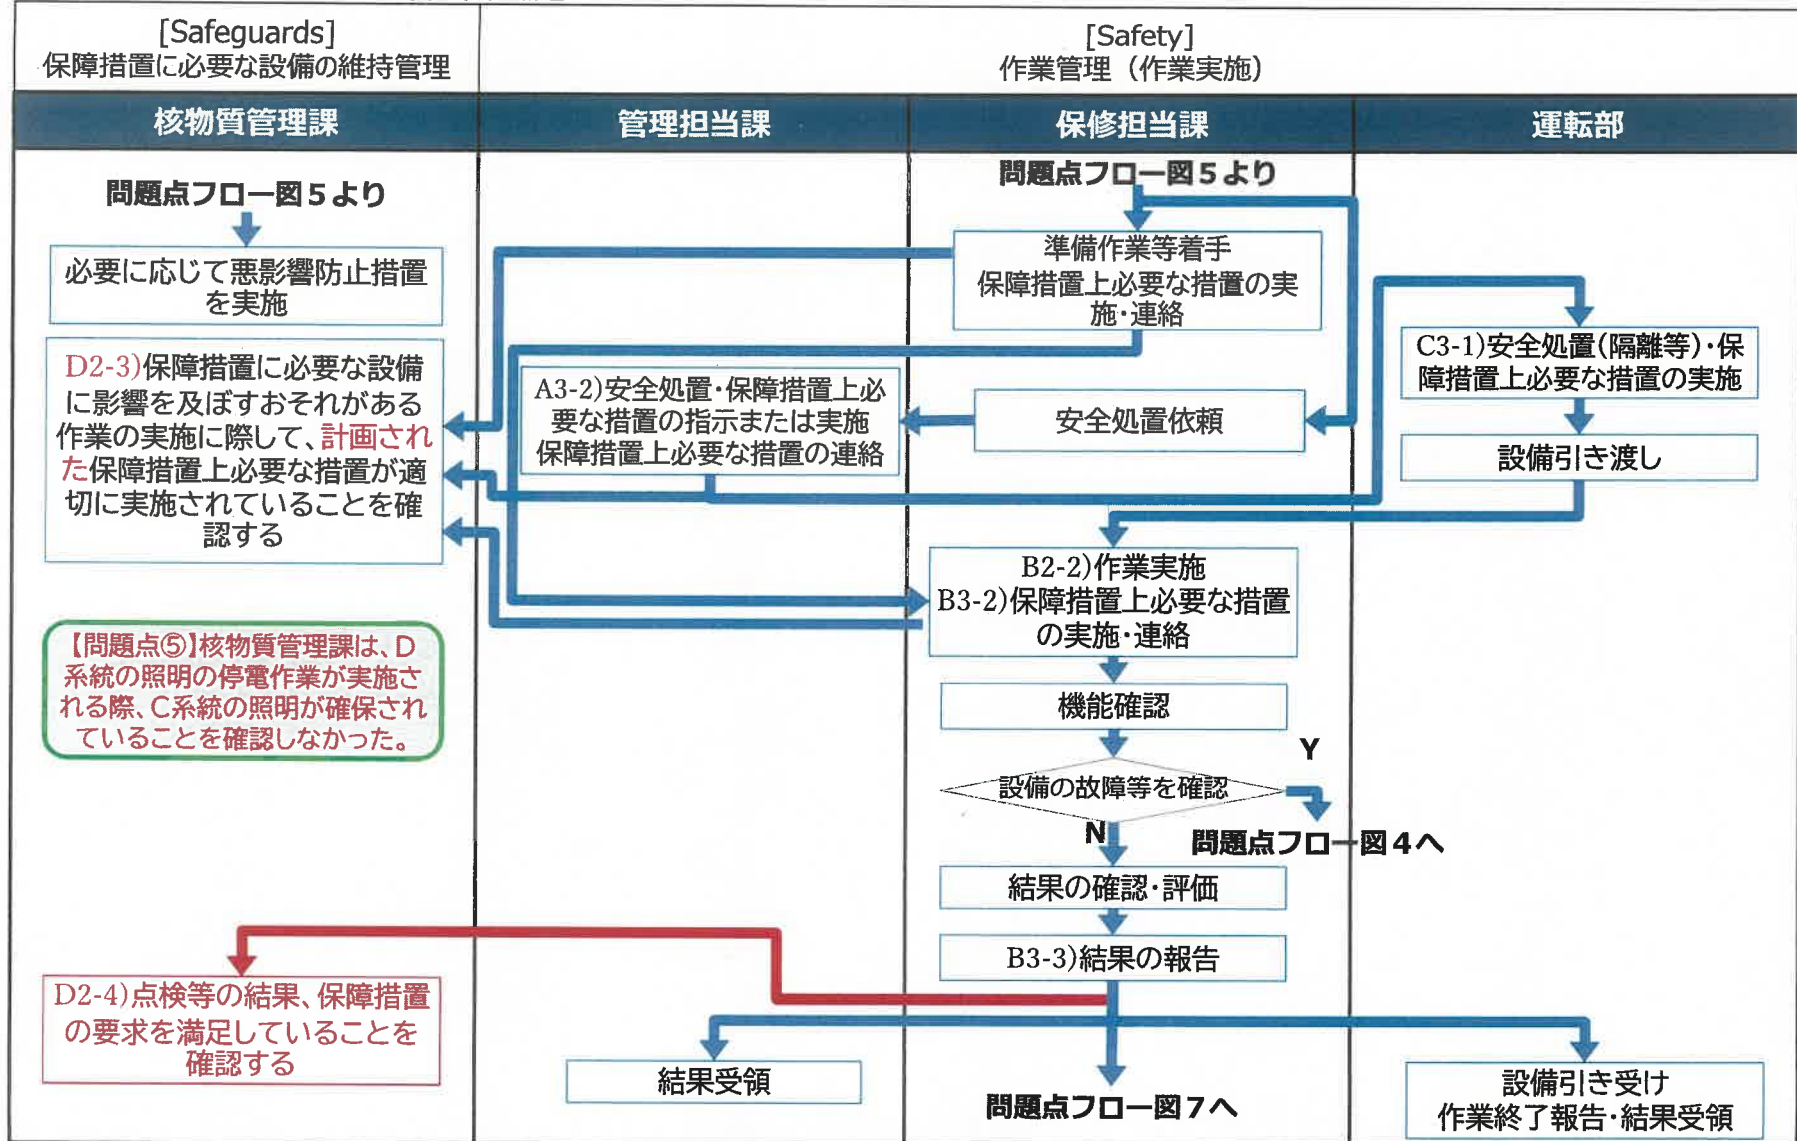 [Safeguards]
保障措置に必要な設備の維持管理
[Safety]
作業管理（作業実施）
核物質管理課
管理担当課
保修担当課
運転部
問題点フロー図５より
必要に応じて悪影響防止措置
を実施
D2-3)保障措置に必要な設備
に影響を及ぼすおそれがある
作業の実施に際して、計画され
た保障措置上必要な措置が適
切に実施されていることを確
認する
【問題点⑤】核物質管理課は、D
系統の照明の停電作業が実施さ
れる際、C系統の照明が確保され
ていることを確認しなかった。
D2-4)点検等の結果、保障措置
の要求を満足していることを
確認する
A3-2)安全処置・保障措置上必
要な措置の指示または実施
保障措置上必要な措置の連絡
結果受領
問題点フロー図５より
準備作業等着手
保障措置上必要な措置の実
施・連絡
安全処置依頼
B2-2)作業実施
B3-2)保障措置上必要な措置
の実施・連絡
機能確認
設備の故障等を確認
Y
N
問題点フロー図４へ
結果の確認・評価
B3-3)結果の報告
問題点フロー図７へ
C3-1)安全処置(隔離等)・保
障措置上必要な措置の実施
設備引き渡し
設備引き受け
作業終了報告・結果受領